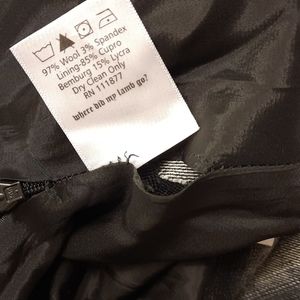 97% Wool 3% Spandex
Lining-85% Cupro
Bemburg 15% Lycra
Dry Clean Only
RN 111877
where did my lamb go?